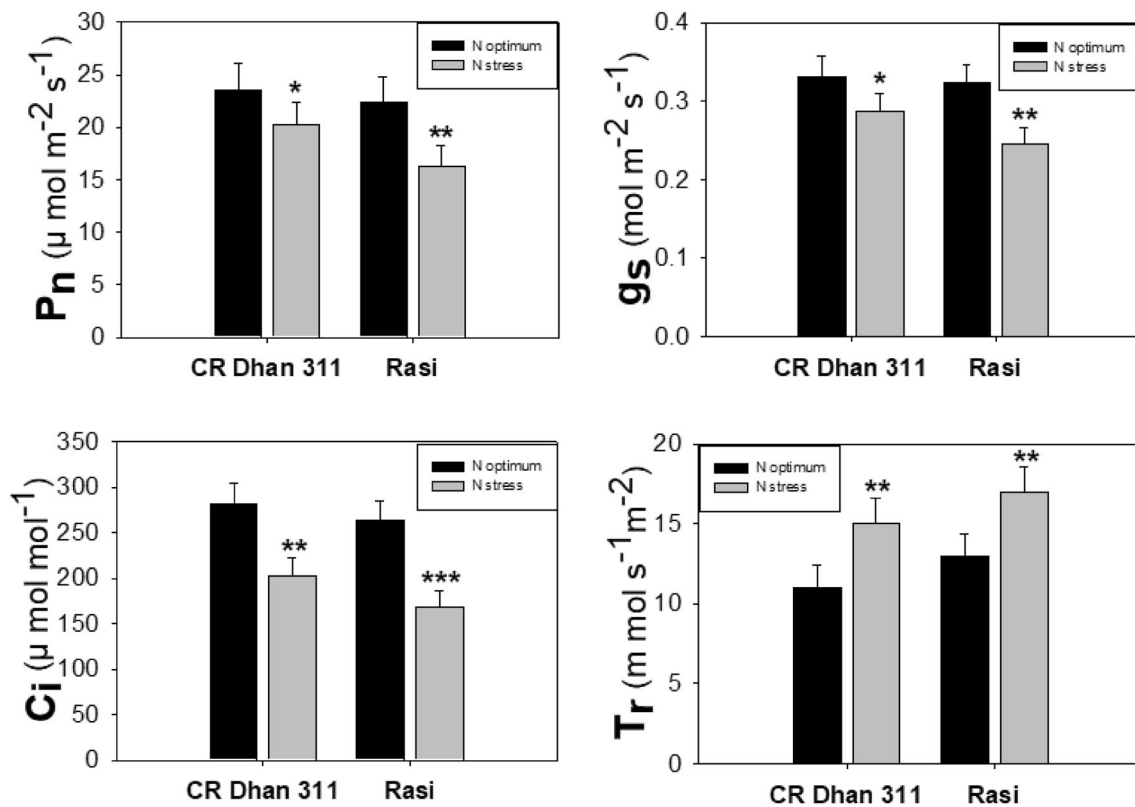 Pn (µ mol m⁻² s⁻¹)
30
25
20
15
10
5
0
N optimum
N stress
*
**
CR Dhan 311 Rasi
gs (mol m⁻² s⁻¹)
0.4
0.3
0.2
0.1
0.0
N optimum
N stress
*
**
CR Dhan 311 Rasi
Ci (µ mol mol⁻¹)
350
300
250
200
150
100
50
0
N optimum
N stress
**
***
CR Dhan 311 Rasi
Tr (m mol s⁻¹m⁻²)
20
15
10
5
0
N optimum
N stress
**
**
CR Dhan 311 Rasi